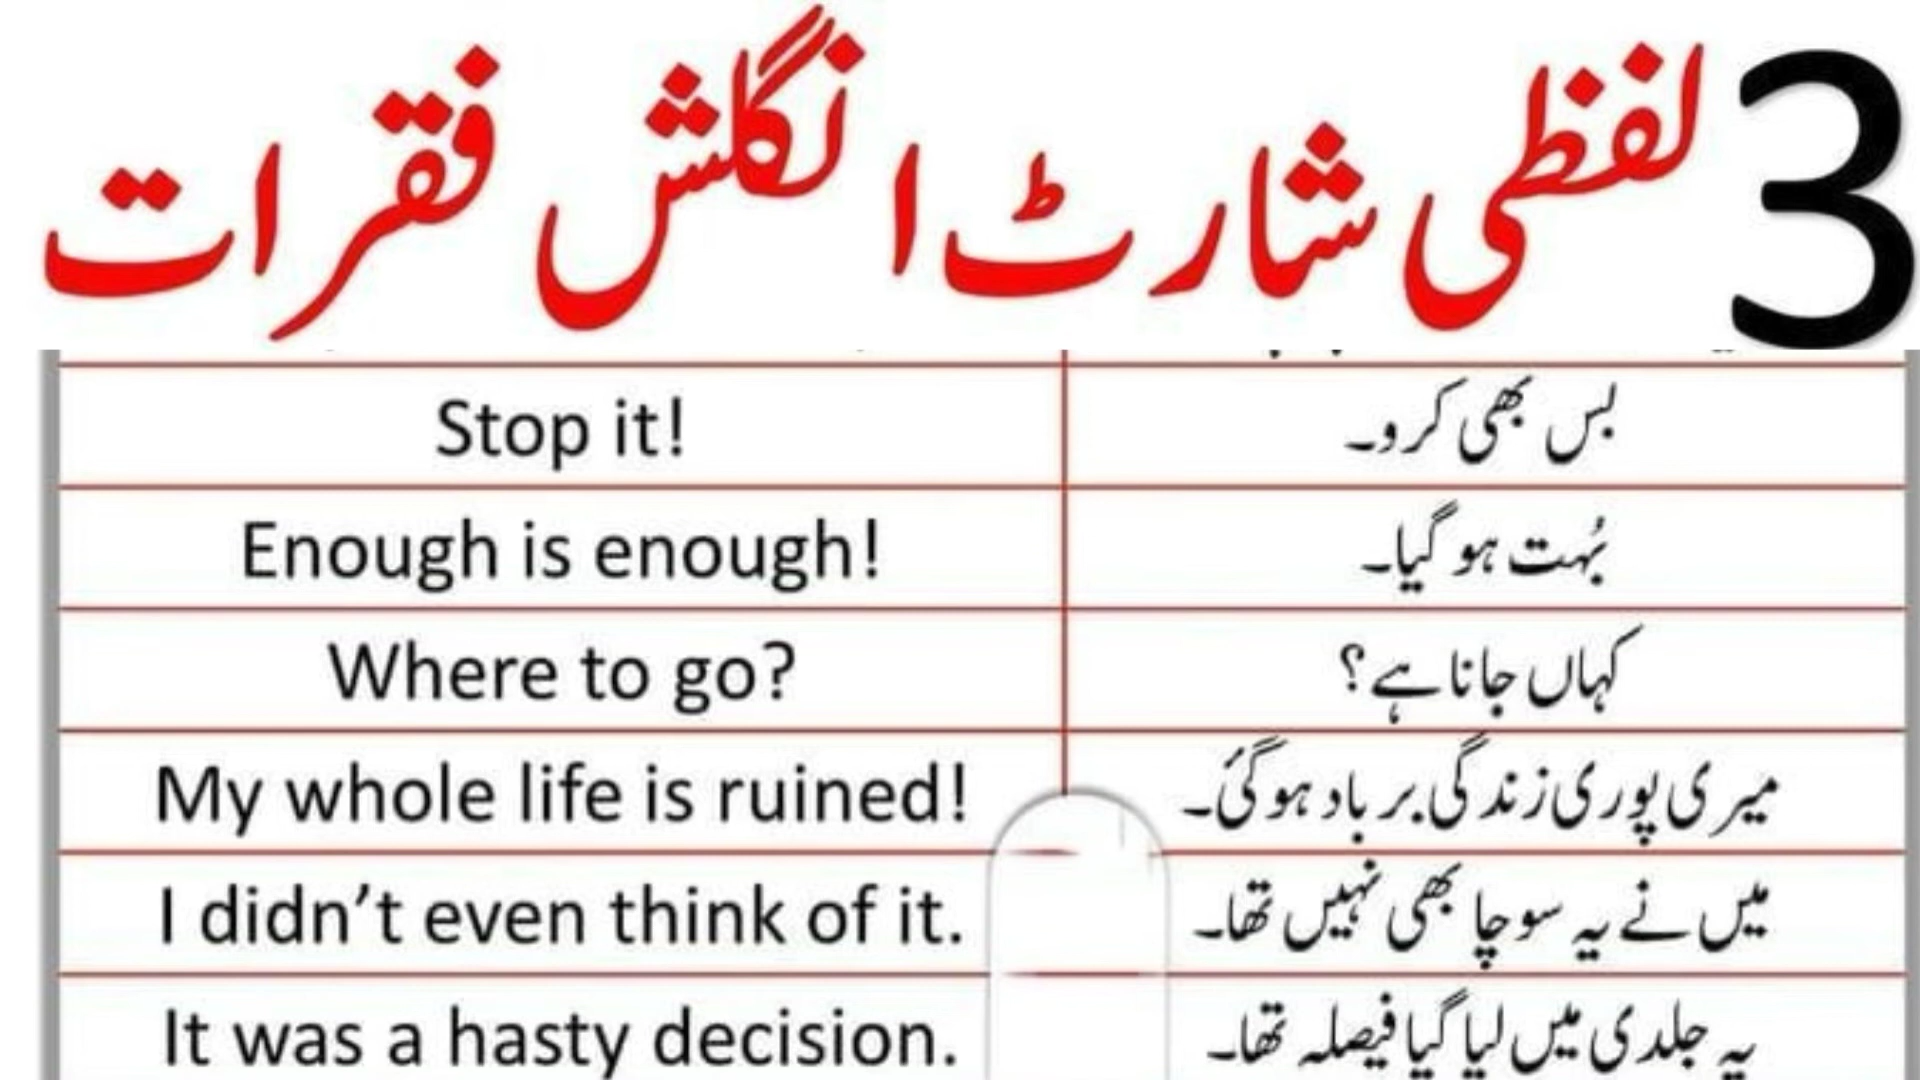 3 لفظی شارٹ انگلش فقرات
Stop it! بس بھی کرو۔
Enough is enough! بُہت ہو گیا۔
Where to go? کہاں جانا ہے؟
My whole life is ruined! میری پوری زندگی برباد ہو گئی۔
I didn’t even think of it. میں نے یہ سوچا بھی نہیں تھا۔
It was a hasty decision. یہ جلدی میں لیا گیا فیصلہ تھا۔